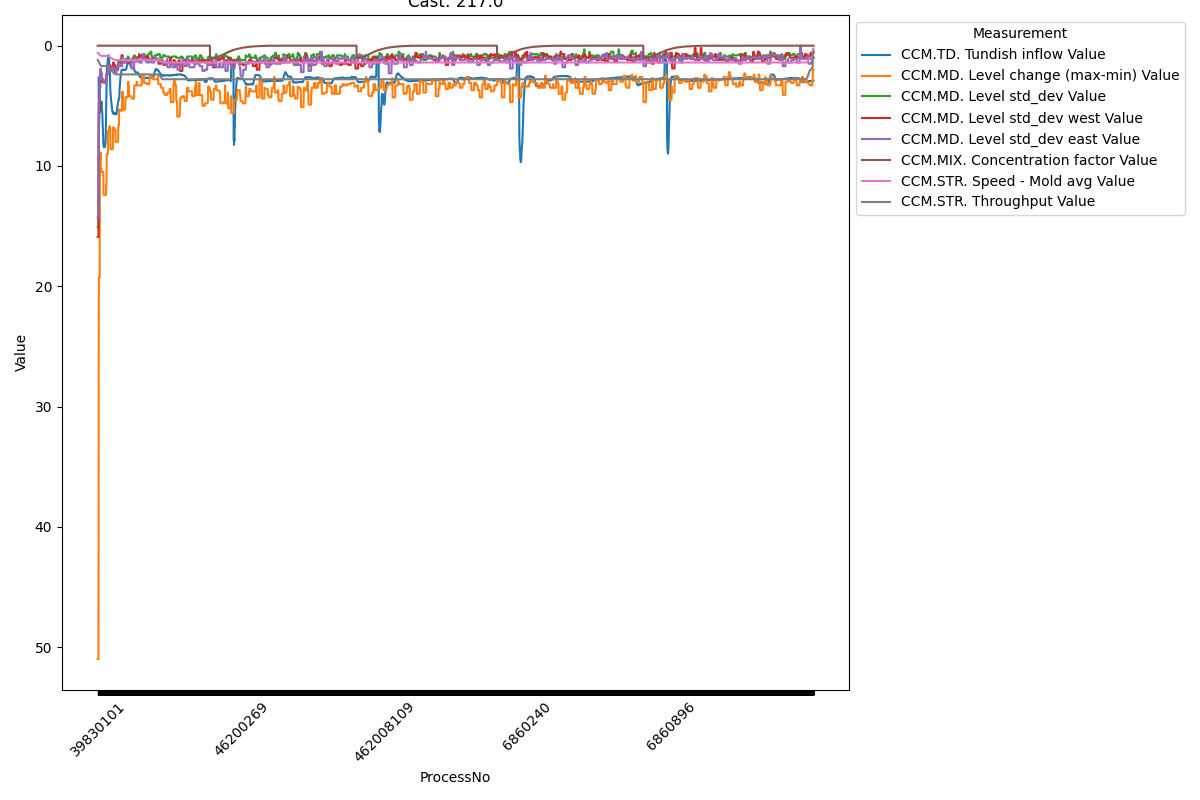 Cast: 217.0
Measurement
CCM.TD. Tundish inflow Value
CCM.MD. Level change (max-min) Value
CCM.MD. Level std_dev Value
CCM.MD. Level std_dev west Value
CCM.MD. Level std_dev east Value
CCM.MIX. Concentration factor Value
CCM.STR. Speed - Mold avg Value
CCM.STR. Throughput Value
0
10
20
30
40
50
Value
39830101
46200269
462008109
6860240
6860896
ProcessNo